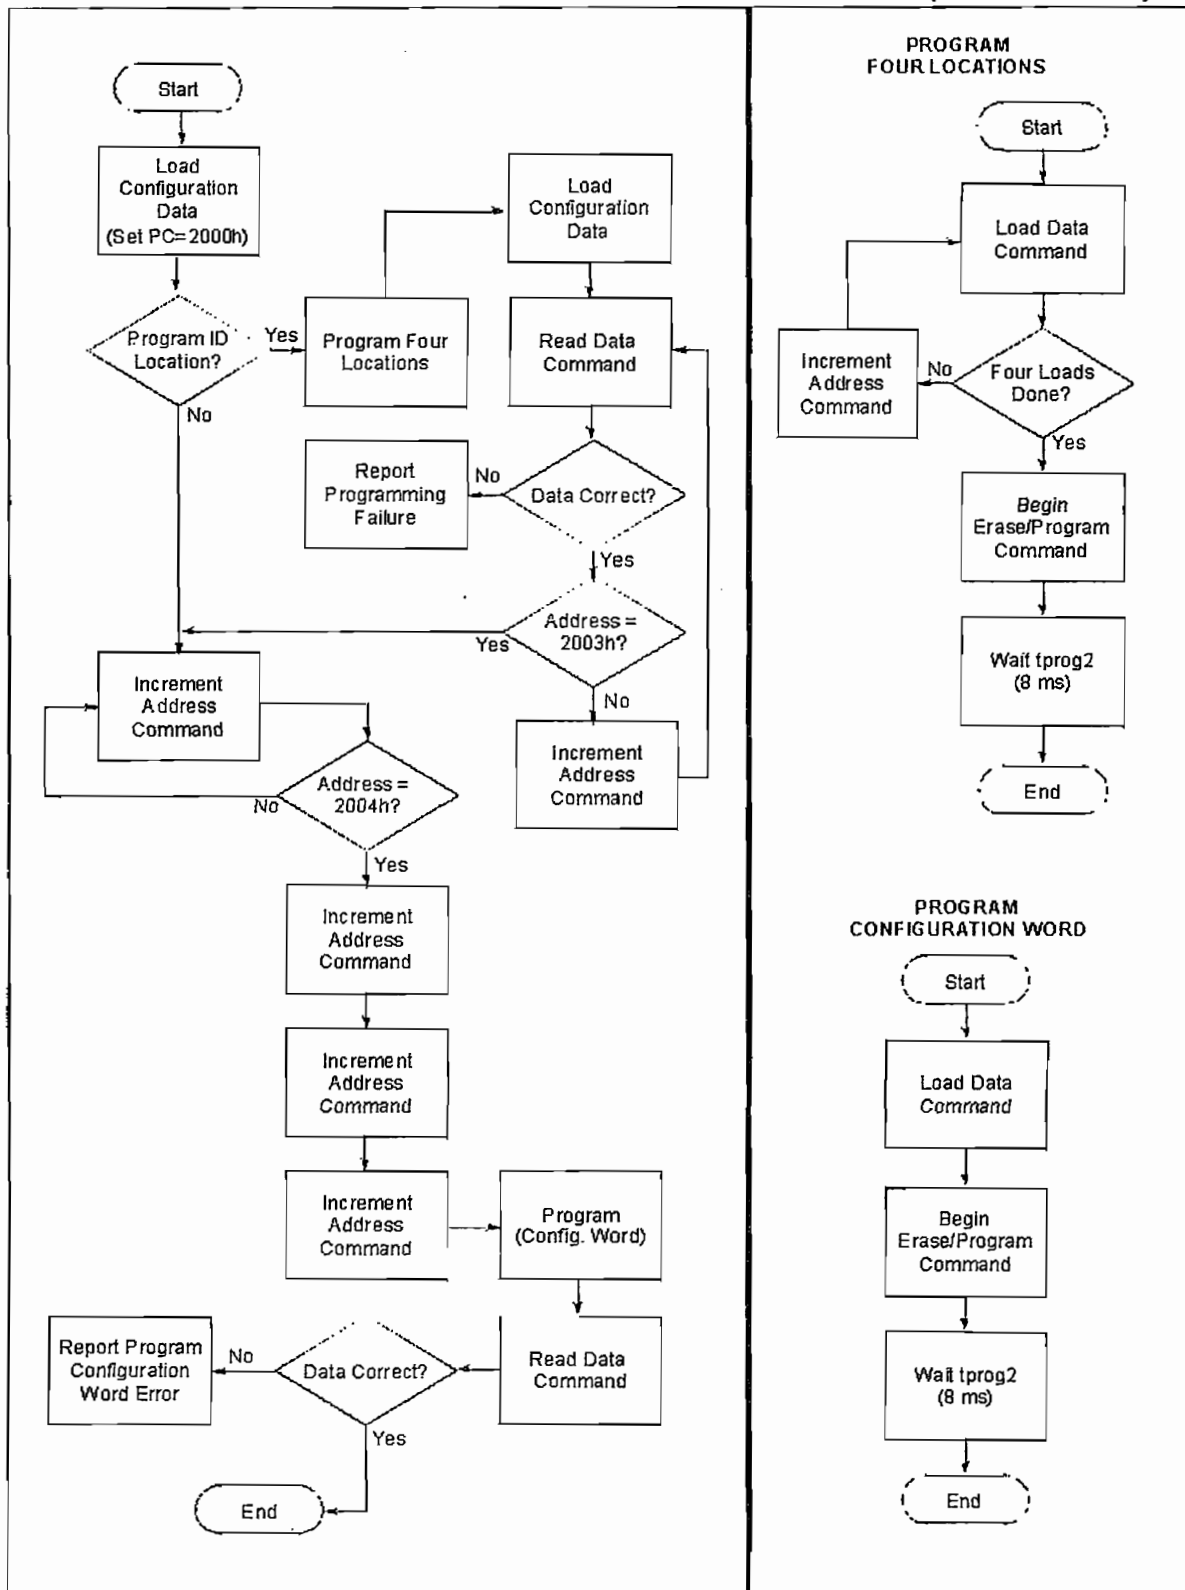 Start
Load
Configuration
Data
(Set PC=2000h)
Program ID
Location?
Yes
No
Program Four
Locations
Load
Configuration
Data
Read Data
Command
Data Correct?
No
Report
Programming
Failure
Yes
Address =
2003h?
Yes
No
Increment
Address
Command
Increment
Address
Command
Address =
2004h?
No
Yes
Increment
Address
Command
Increment
Address
Command
Increment
Address
Command
Program
(Config. Word)
Read Data
Command
Data Correct?
No
Report Program
Configuration
Word Error
Yes
End
PROGRAM
FOUR LOCATIONS
Start
Load Data
Command
Four Loads
Done?
No
Increment
Address
Command
Yes
Begin
Erase/Program
Command
Wait tprog2
(8 ms)
End
PROGRAM
CONFIGURATION WORD
Start
Load Data
Command
Begin
Erase/Program
Command
Wait tprog2
(8 ms)
End